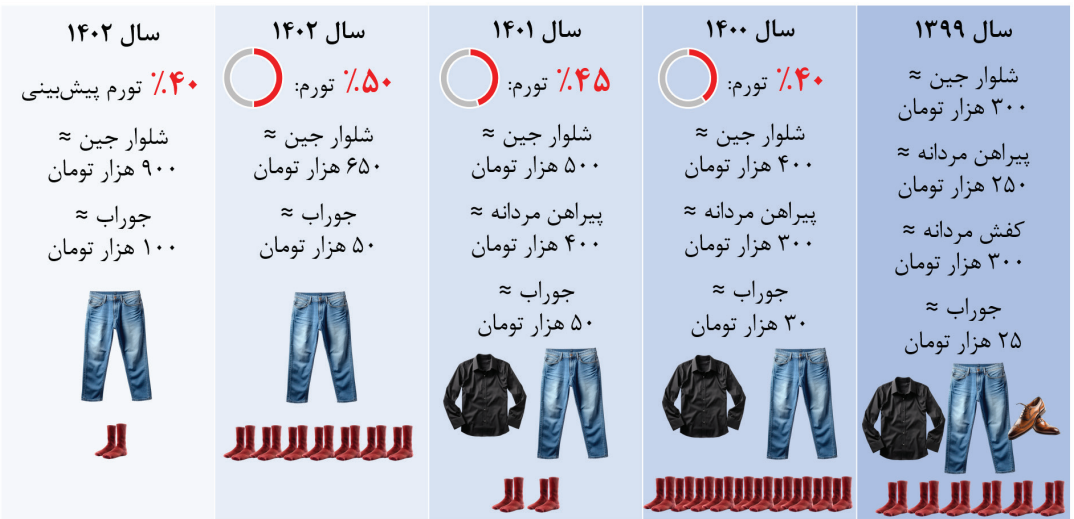 سال ۱۳۹۹
شلوار جین ≈
۳۰۰ هزار تومان
پیراهن مردانه ≈
۲۵۰ هزار تومان
کفش مردانه ≈
۳۰۰ هزار تومان
جوراب ≈
۲۵ هزار تومان
سال ۱۴۰۰
۴۰٪ تورم:
شلوار جین ≈
۴۰۰ هزار تومان
پیراهن مردانه ≈
۳۰۰ هزار تومان
جوراب ≈
۳۰ هزار تومان
سال ۱۴۰۱
۴۵٪ تورم:
شلوار جین ≈
۵۰۰ هزار تومان
پیراهن مردانه ≈
۴۰۰ هزار تومان
جوراب ≈
۵۰ هزار تومان
سال ۱۴۰۲
۵۰٪ تورم:
شلوار جین ≈
۶۵۰ هزار تومان
جوراب ≈
۵۰ هزار تومان
سال ۱۴۰۲
۴۰٪ تورم پیش‌بینی
شلوار جین ≈
۹۰۰ هزار تومان
جوراب ≈
۱۰۰ هزار تومان